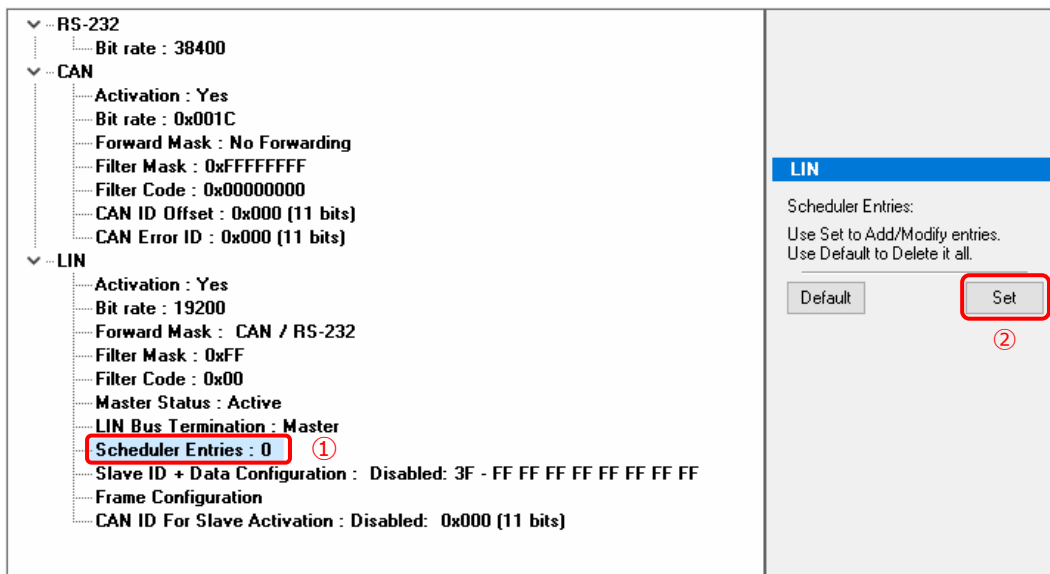 RS-232
Bit rate : 38400
CAN
Activation : Yes
Bit rate : 0x001C
Forward Mask : No Forwarding
Filter Mask : 0xFFFFFFFF
Filter Code : 0x00000000
CAN ID Offset : 0x000 (11 bits)
CAN Error ID : 0x000 (11 bits)
LIN
Activation : Yes
Bit rate : 19200
Forward Mask :  CAN / RS-232
Filter Mask : 0xFF
Filter Code : 0x00
Master Status : Active
LIN Bus Termination : Master
Scheduler Entries : 0 ①
Slave ID + Data Configuration :  Disabled: 3F - FF FF FF FF FF FF FF FF
Frame Configuration
CAN ID For Slave Activation : Disabled:  0x000 (11 bits)
LIN
Scheduler Entries:
Use Set to Add/Modify entries.
Use Default to Delete it all.
Default Set
②